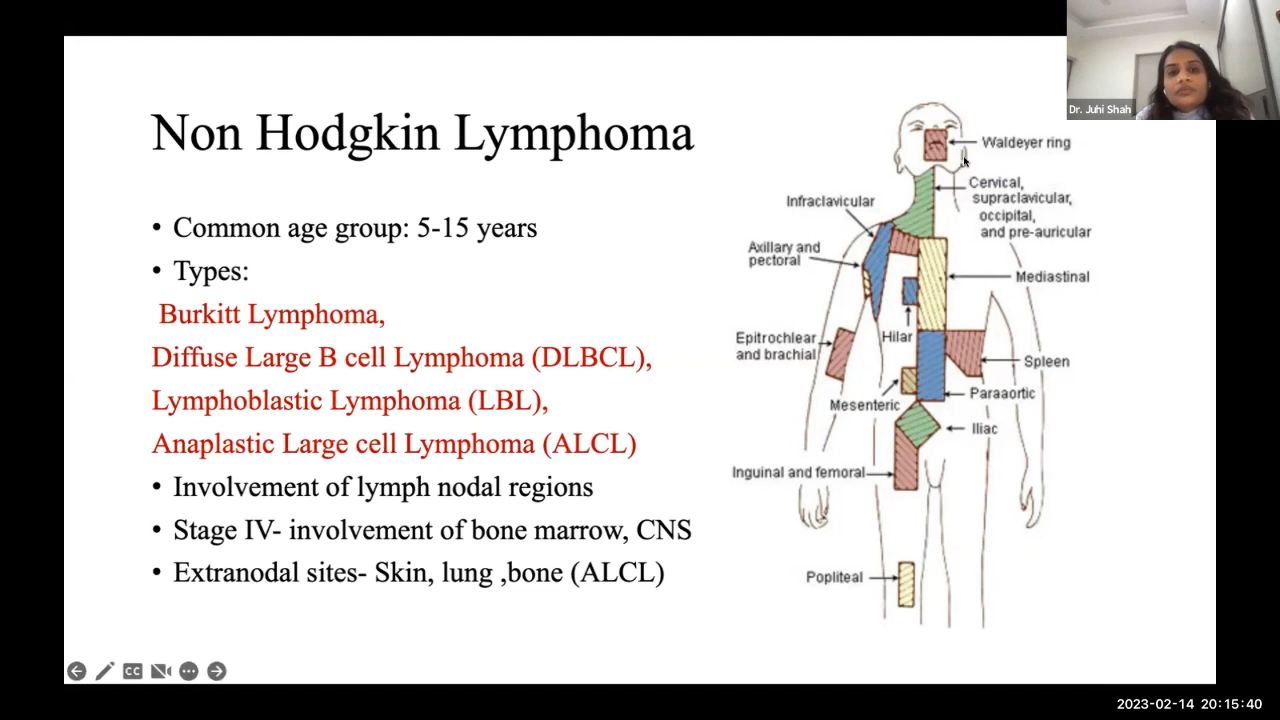 Dr. Juhi Shah
Non Hodgkin Lymphoma
• Common age group: 5-15 years
• Types:
Burkitt Lymphoma,
Diffuse Large B cell Lymphoma (DLBCL),
Lymphoblastic Lymphoma (LBL),
Anaplastic Large cell Lymphoma (ALCL)
• Involvement of lymph nodal regions
• Stage IV- involvement of bone marrow, CNS
• Extranodal sites- Skin, lung ,bone (ALCL)
Waldeyer ring
Cervical,
supraclavicular,
occipital,
and pre-auricular
Infraclavicular
Axillary and
pectoral
Mediastinal
Hilar
Epitrochlear
and brachial
Spleen
Mesenteric
Paraaortic
Iliac
Inguinal and femoral
Popliteal
CC
2023-02-14 20:15:40